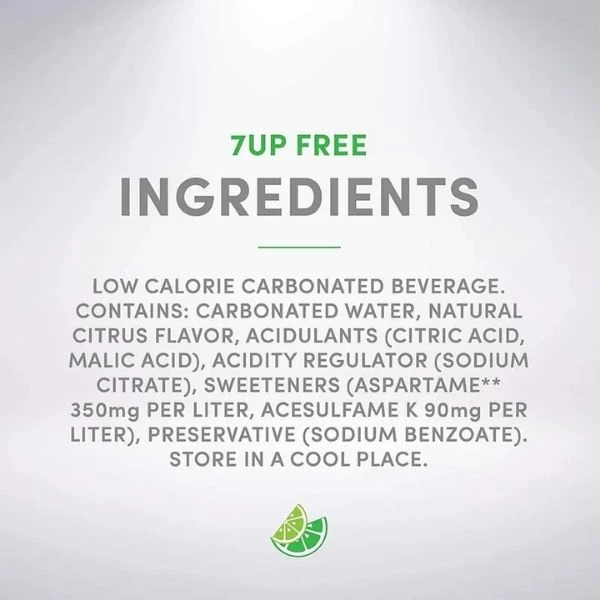 7UP FREE
INGREDIENTS
LOW CALORIE CARBONATED BEVERAGE.
CONTAINS: CARBONATED WATER, NATURAL
CITRUS FLAVOR, ACIDULANTS (CITRIC ACID,
MALIC ACID), ACIDITY REGULATOR (SODIUM
CITRATE), SWEETENERS (ASPARTAME**
350mg PER LITER, ACESULFAME K 90mg PER
LITER), PRESERVATIVE (SODIUM BENZOATE).
STORE IN A COOL PLACE.